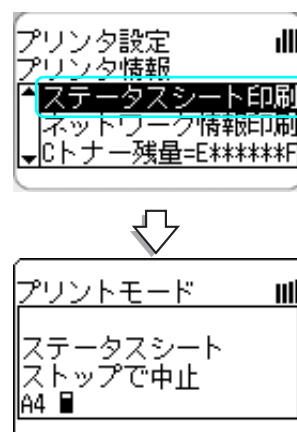 プリンタ設定
プリンタ情報
ステータスシート印刷
ネットワーク情報印刷
Cトナー残量=E******F
プリントモード
ステータスシート
ストップで中止
A4